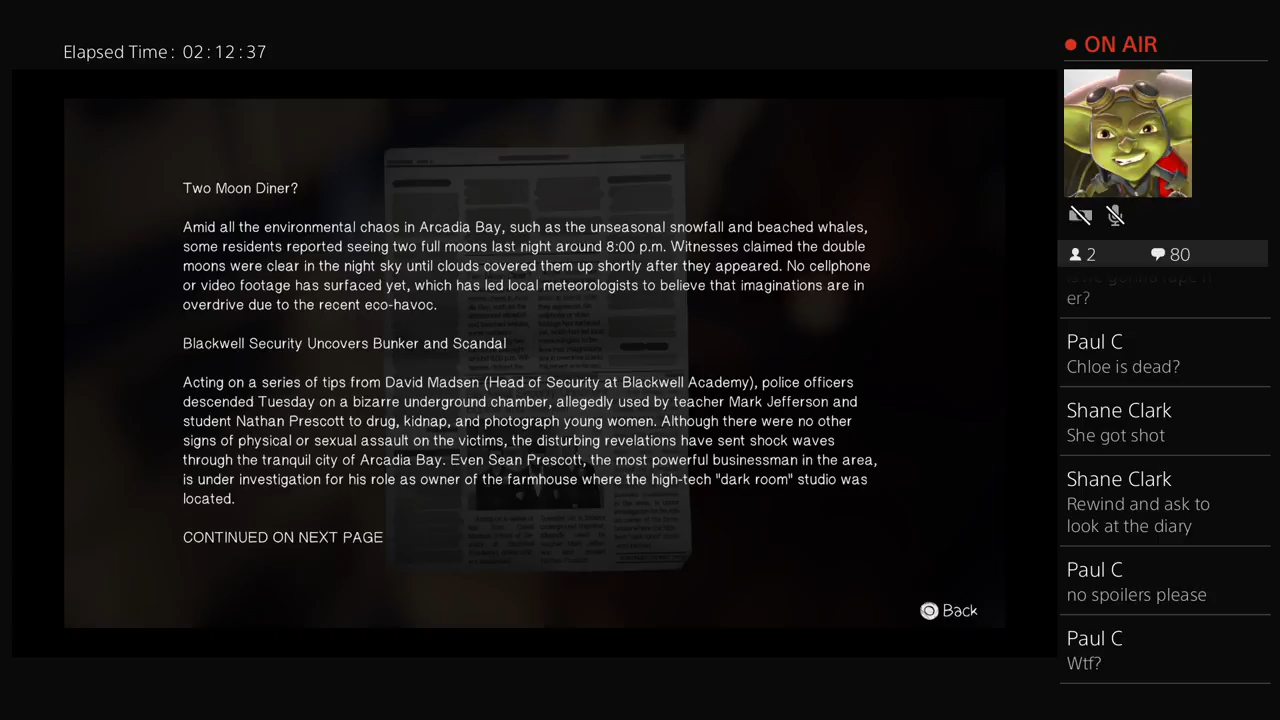 Elapsed Time: 02:12:37
ON AIR
2
80
er?
Two Moon Diner?
Amid all the environmental chaos in Arcadia Bay, such as the unseasonal snowfall and beached whales,
some residents reported seeing two full moons last night around 8:00 p.m. Witnesses claimed the double
moons were clear in the night sky until clouds covered them up shortly after they appeared. No cellphone
or video footage has surfaced yet, which has led local meteorologists to believe that imaginations are in
overdrive due to the recent eco-havoc.
Blackwell Security Uncovers Bunker and Scandal
Acting on a series of tips from David Madsen (Head of Security at Blackwell Academy), police officers
descended Tuesday on a bizarre underground chamber, allegedly used by teacher Mark Jefferson and
student Nathan Prescott to drug, kidnap, and photograph young women. Although there were no other
signs of physical or sexual assault on the victims, the disturbing revelations have sent shock waves
through the tranquil city of Arcadia Bay. Even Sean Prescott, the most powerful businessman in the area,
is under investigation for his role as owner of the farmhouse where the high-tech "dark room" studio was
located.
CONTINUED ON NEXT PAGE
Back
Paul C
Chloe is dead?
Shane Clark
She got shot
Shane Clark
Rewind and ask to
look at the diary
Paul C
no spoilers please
Paul C
Wtf?